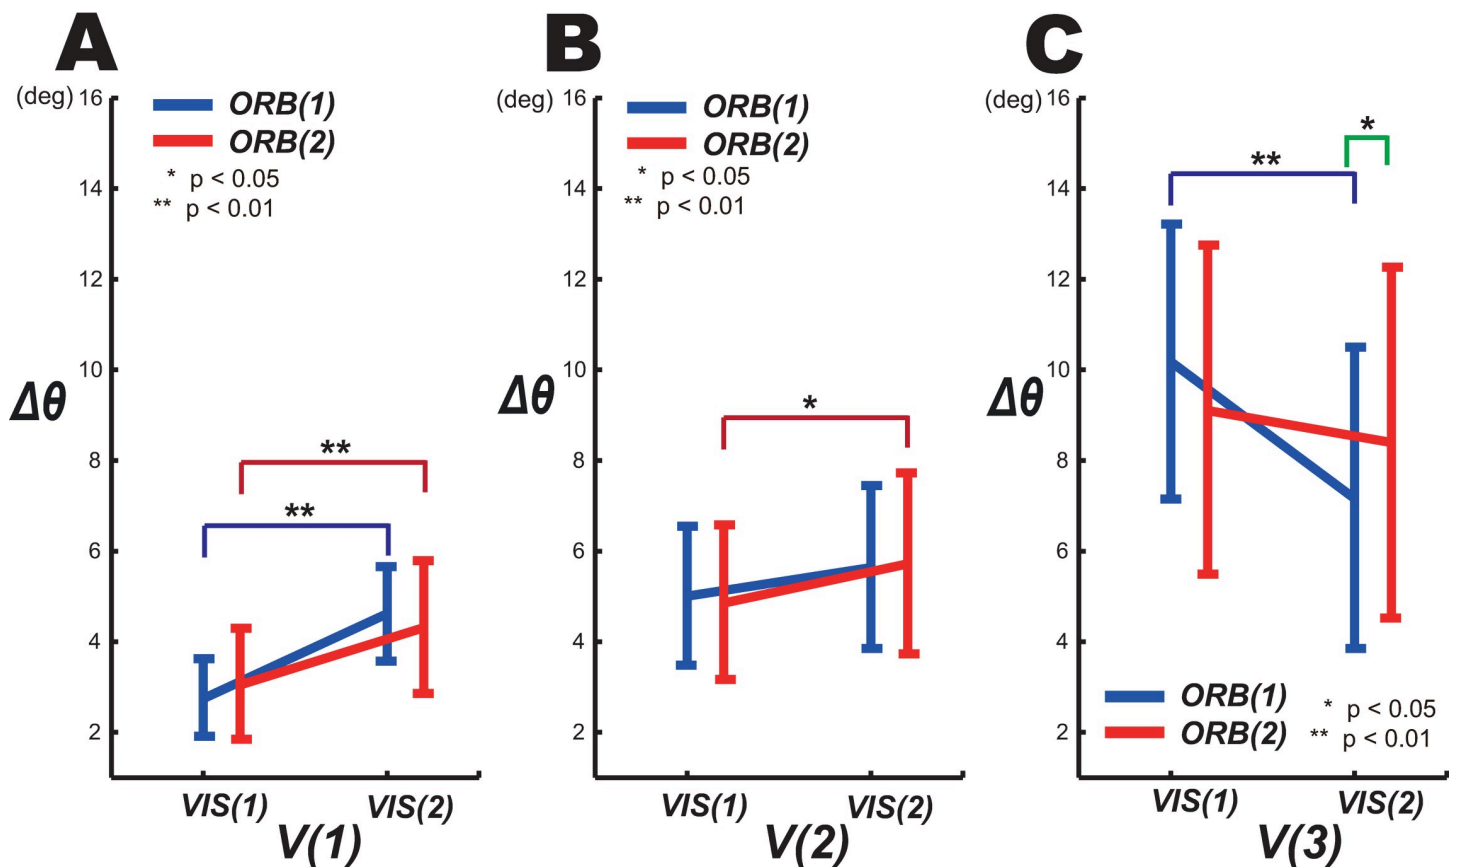 A
(deg) 16
14
12
10
8
6
4
2
Δθ
ORB(1)
ORB(2)
* p < 0.05
** p < 0.01
**
**
VIS(1) VIS(2)
V(1)
B
(deg) 16
14
12
10
8
6
4
2
Δθ
ORB(1)
ORB(2)
* p < 0.05
** p < 0.01
*
VIS(1) VIS(2)
V(2)
C
(deg) 16
14
12
10
8
6
4
2
Δθ
*
**
ORB(1)
ORB(2)
* p < 0.05
** p < 0.01
VIS(1) VIS(2)
V(3)